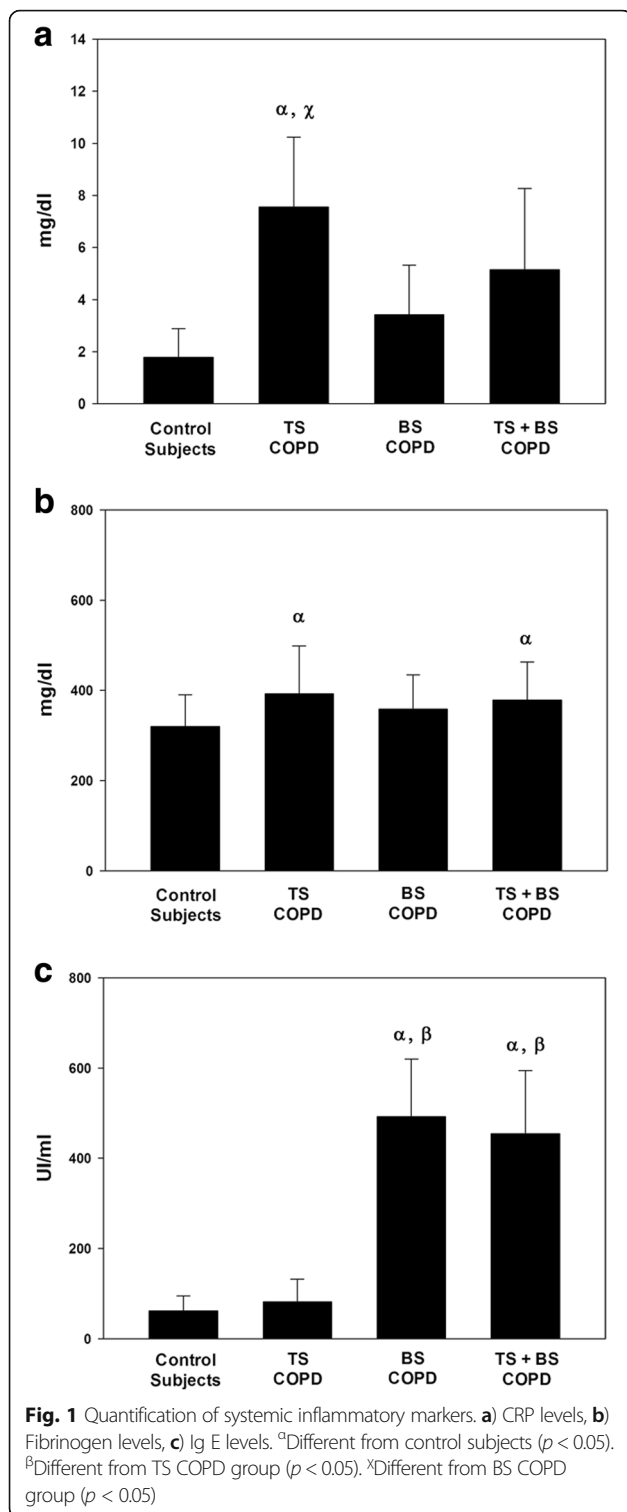 a
14
12
10
8
6
4
2
0
mg/dl
α, χ
Control Subjects
TS COPD
BS COPD
TS + BS COPD
b
800
600
400
200
0
mg/dl
α
α
Control Subjects
TS COPD
BS COPD
TS + BS COPD
c
800
600
400
200
0
UI/ml
α, β
α, β
Control Subjects
TS COPD
BS COPD
TS + BS COPD
Fig. 1 Quantification of systemic inflammatory markers. a) CRP levels, b)
Fibrinogen levels, c) Ig E levels. αDifferent from control subjects (p < 0.05).
βDifferent from TS COPD group (p < 0.05). χDifferent from BS COPD
group (p < 0.05)